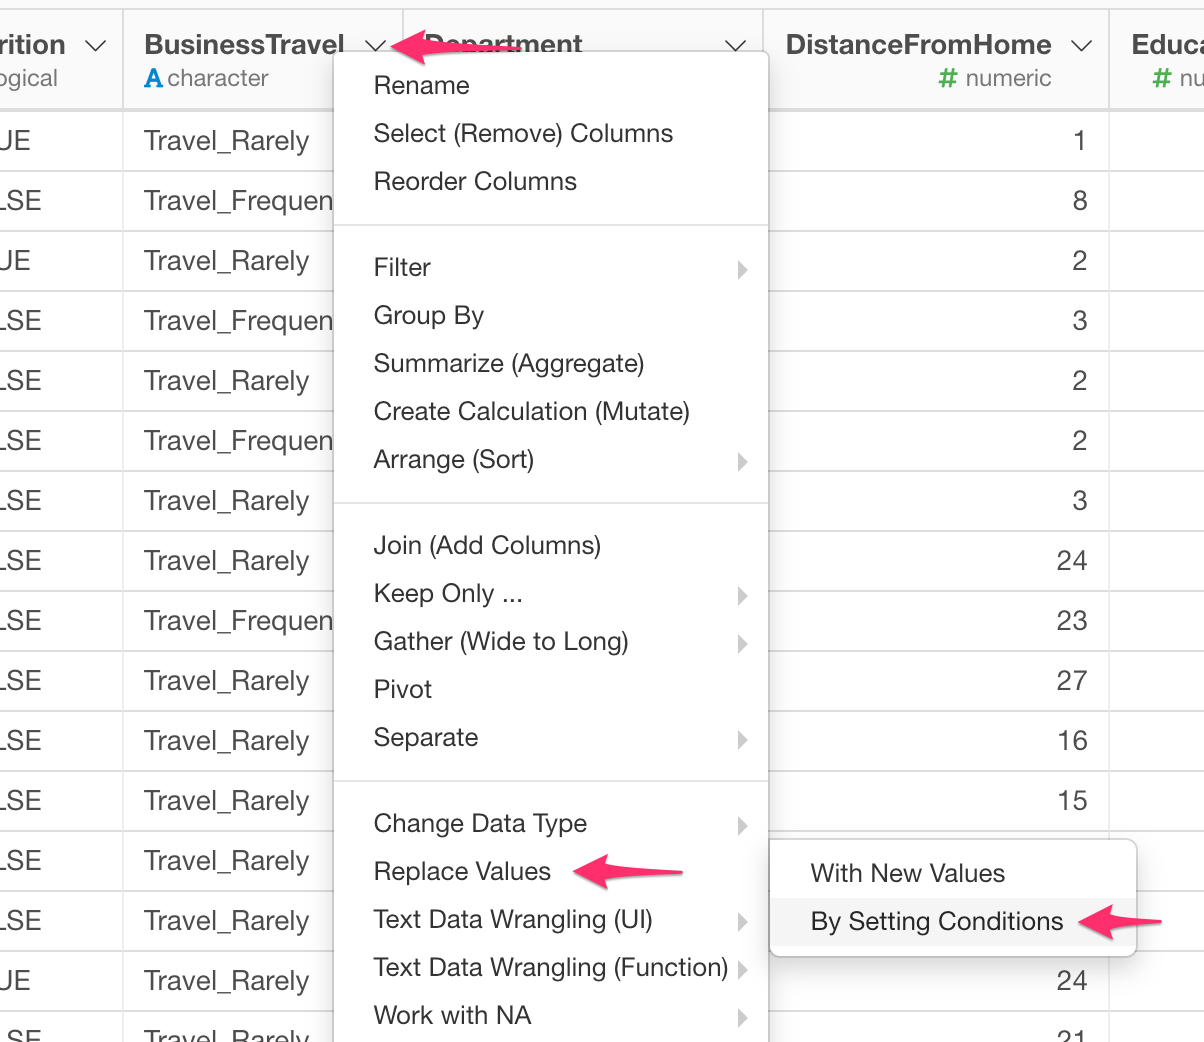 rition BusinessTravel Department DistanceFromHome Educa
ogical A character # numeric # nu
Rename
UE Travel_Rarely Select (Remove) Columns 1
Reorder Columns
LSE Travel_Frequen 8
UE Travel_Rarely Filter 2
LSE Travel_Frequen Group By 3
LSE Travel_Rarely Summarize (Aggregate) 2
Create Calculation (Mutate)
LSE Travel_Frequen Arrange (Sort) 2
LSE Travel_Rarely 3
LSE Travel_Rarely Join (Add Columns) 24
Keep Only ...
LSE Travel_Frequen Gather (Wide to Long) 23
LSE Travel_Rarely Pivot 27
LSE Travel_Rarely Separate 16
LSE Travel_Rarely Change Data Type 15
LSE Travel_Rarely Replace Values With New Values
LSE Travel_Rarely Text Data Wrangling (UI) By Setting Conditions
UE Travel_Rarely Text Data Wrangling (Function) 24
Work with NA
LSE Travel_Rarely 21